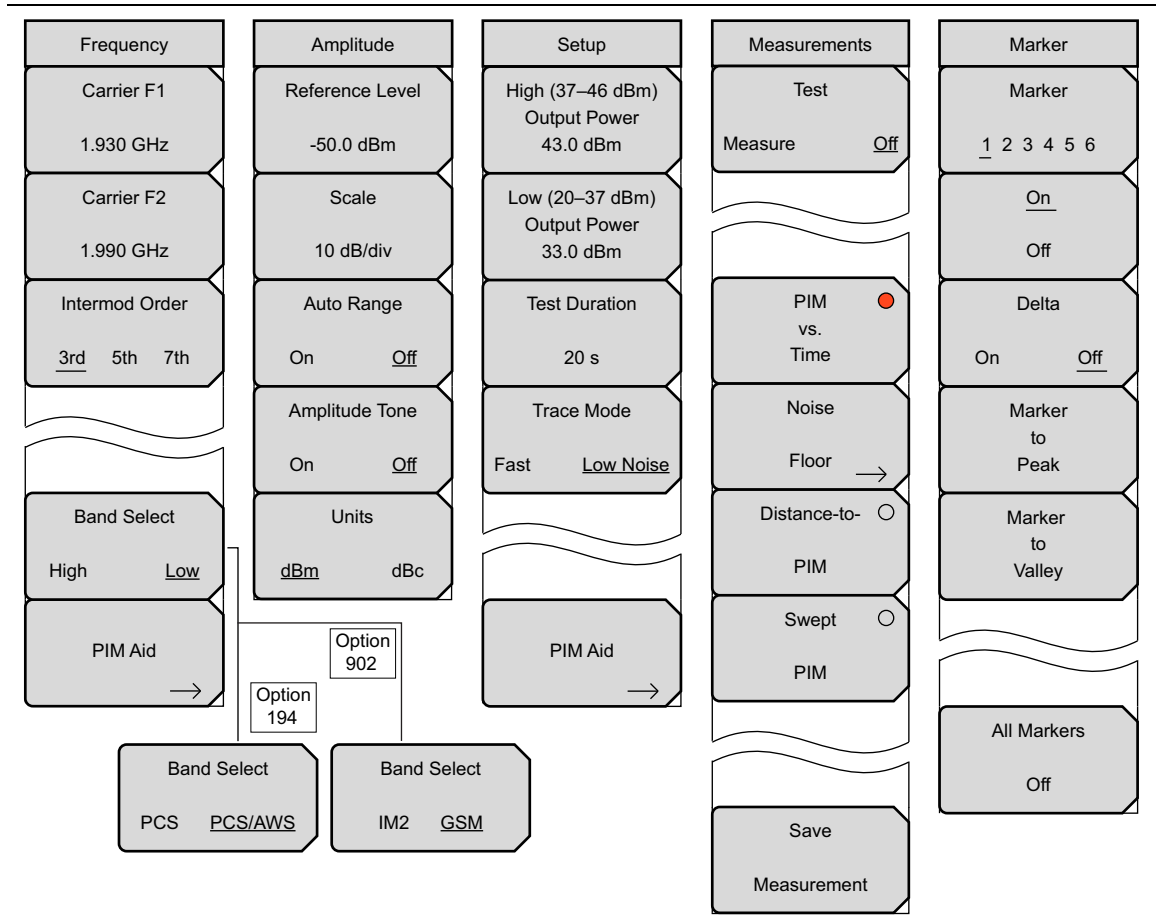 Frequency
Carrier F1
1.930 GHz
Carrier F2
1.990 GHz
Intermod Order
3rd 5th 7th
Band Select
High Low
PIM Aid
Amplitude
Reference Level
-50.0 dBm
Scale
10 dB/div
Auto Range
On Off
Amplitude Tone
On Off
Units
dBm dBc
Option
902
Option
194
Band Select
PCS PCS/AWS
Band Select
IM2 GSM
Setup
High (37–46 dBm)
Output Power
43.0 dBm
Low (20–37 dBm)
Output Power
33.0 dBm
Test Duration
20 s
Trace Mode
Fast Low Noise
PIM Aid
Measurements
Test
Measure Off
PIM
vs.
Time
Noise
Floor
Distance-to-
PIM
Swept
PIM
Save
Measurement
Marker
Marker
1 2 3 4 5 6
On
Off
Delta
On Off
Marker
to
Peak
Marker
to
Valley
All Markers
Off